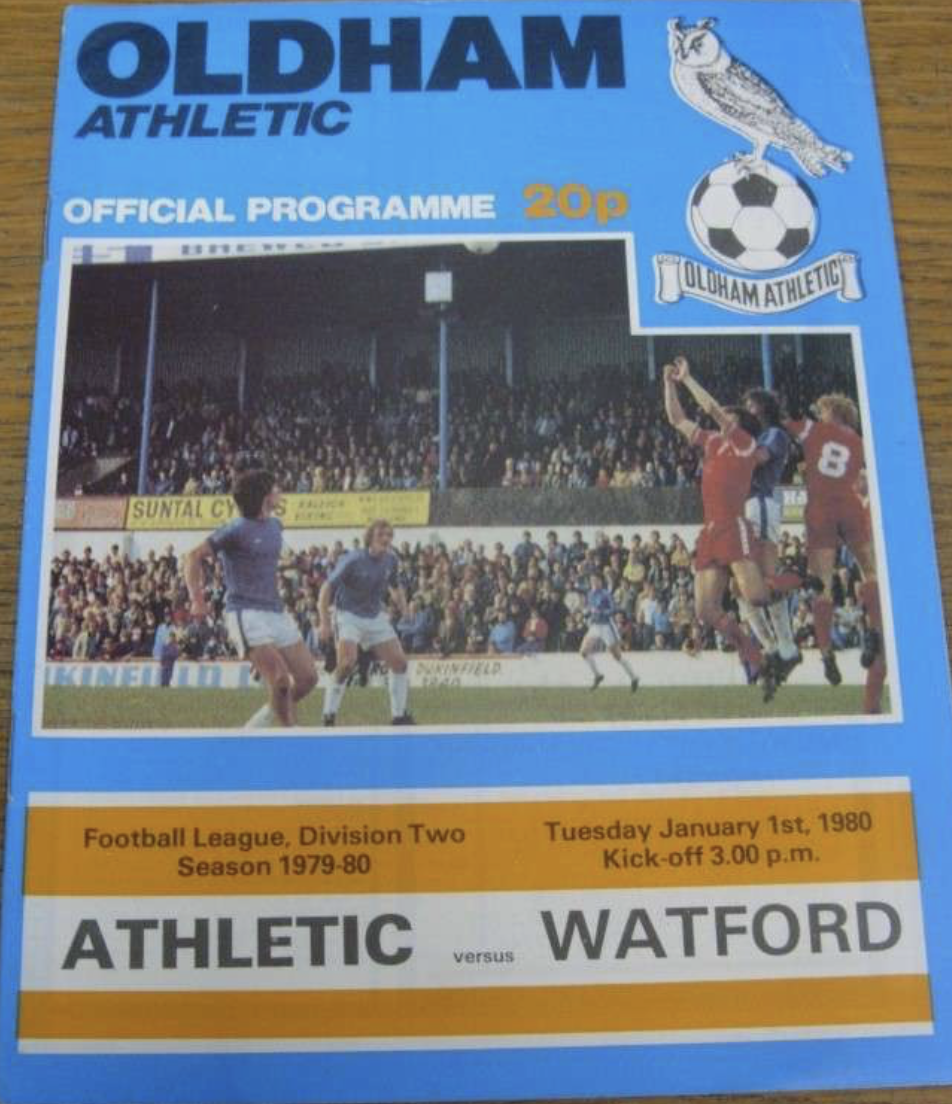 OLDHAM
ATHLETIC
OFFICIAL PROGRAMME 20p
OLDHAM ATHLETIC
8
SUNTAL CY S
DUKINFIELD
Football League, Division Two
Season 1979-80
Tuesday January 1st, 1980
Kick-off 3.00 p.m.
ATHLETIC versus WATFORD